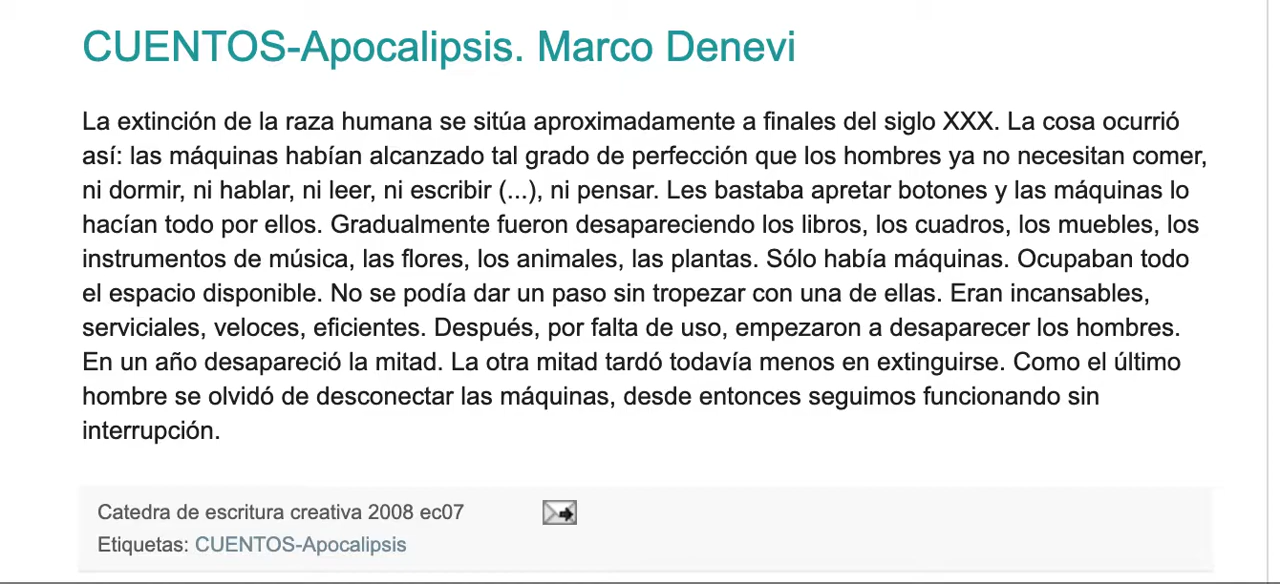 CUENTOS-Apocalipsis. Marco Denevi
La extinción de la raza humana se sitúa aproximadamente a finales del siglo XXX. La cosa ocurrió
así: las máquinas habían alcanzado tal grado de perfección que los hombres ya no necesitan comer,
ni dormir, ni hablar, ni leer, ni escribir (...), ni pensar. Les bastaba apretar botones y las máquinas lo
hacían todo por ellos. Gradualmente fueron desapareciendo los libros, los cuadros, los muebles, los
instrumentos de música, las flores, los animales, las plantas. Sólo había máquinas. Ocupaban todo
el espacio disponible. No se podía dar un paso sin tropezar con una de ellas. Eran incansables,
serviciales, veloces, eficientes. Después, por falta de uso, empezaron a desaparecer los hombres.
En un año desapareció la mitad. La otra mitad tardó todavía menos en extinguirse. Como el último
hombre se olvidó de desconectar las máquinas, desde entonces seguimos funcionando sin
interrupción.
Catedra de escritura creativa 2008 ec07
Etiquetas: CUENTOS-Apocalipsis